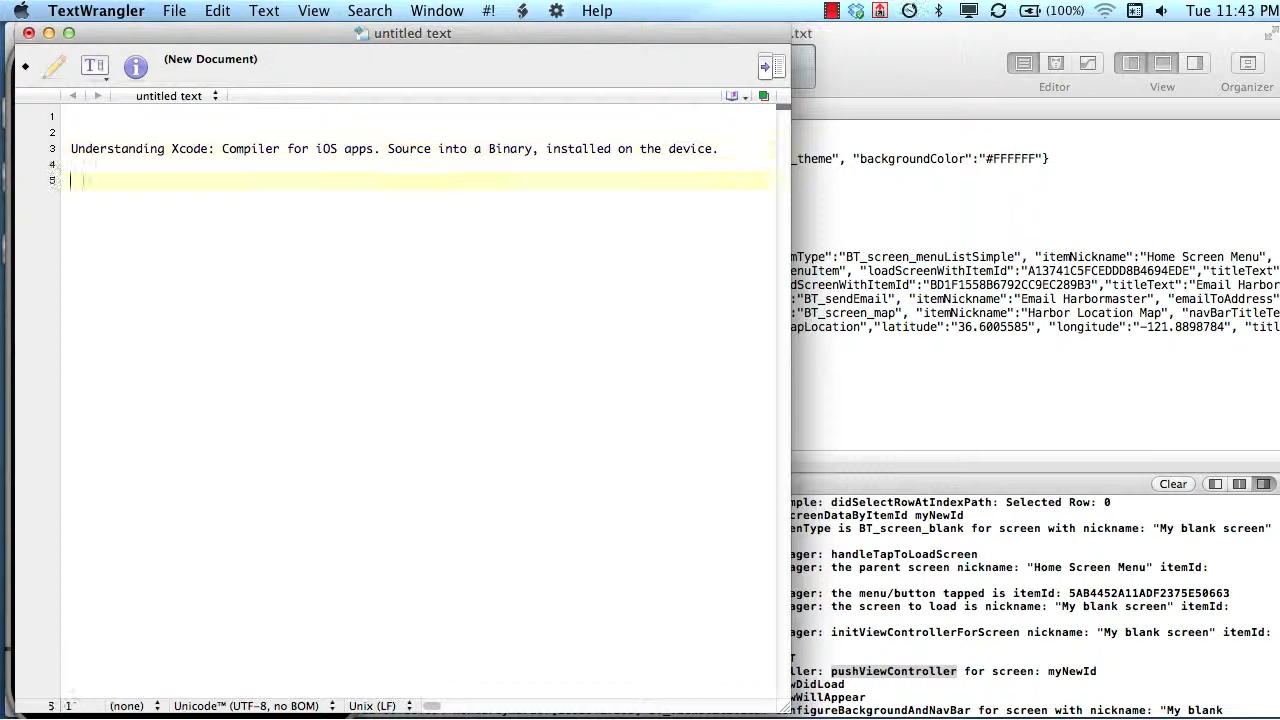 TextWrangler File Edit Text View Search Window #! Help (100%) Tue 11:43 PM
untitled text
.txt
(New Document)
T
Editor View Organizer
untitled text
1
2
3 Understanding Xcode: Compiler for iOS apps. Source into a Binary, installed on the device.
4
5
_theme", "backgroundColor":"#FFFFFF"}
mType":"BT_screen_menuListSimple", "itemNickname":"Home Screen Menu",
enuItem", "loadScreenWithItemId":"A13741C5FCEDDD8B4694EDE","titleText"
dScreenWithItemId":"BD1F1558B6792CC9EC289B3","titleText":"Email Harbor
:"BT_sendEmail", "itemNickname":"Email Harbormaster", "emailToAddress"
:"BT_screen_map", "itemNickname":"Harbor Location Map", "navBarTitleTe
apLocation","latitude":"36.6005585", "longitude":"-121.8898784", "titl
Clear
mple: didSelectRowAtIndexPath: Selected Row: 0
creenDataByItemId myNewId
enType is BT_screen_blank for screen with nickname: "My blank screen"
ager: handleTapToLoadScreen
ager: the parent screen nickname: "Home Screen Menu" itemId:
ager: the menu/button tapped is itemId: 5AB4452A11ADF2375E50663
ager: the screen to load is nickname: "My blank screen" itemId:
ager: initViewControllerForScreen nickname: "My blank screen" itemId:
T
ller: pushViewController for screen: myNewId
wDidLoad
wWillAppear
nfigureBackgroundAndNavBar for screen with nickname: "My blank
5 1 (none) Unicode™ (UTF-8, no BOM) Unix (LF)